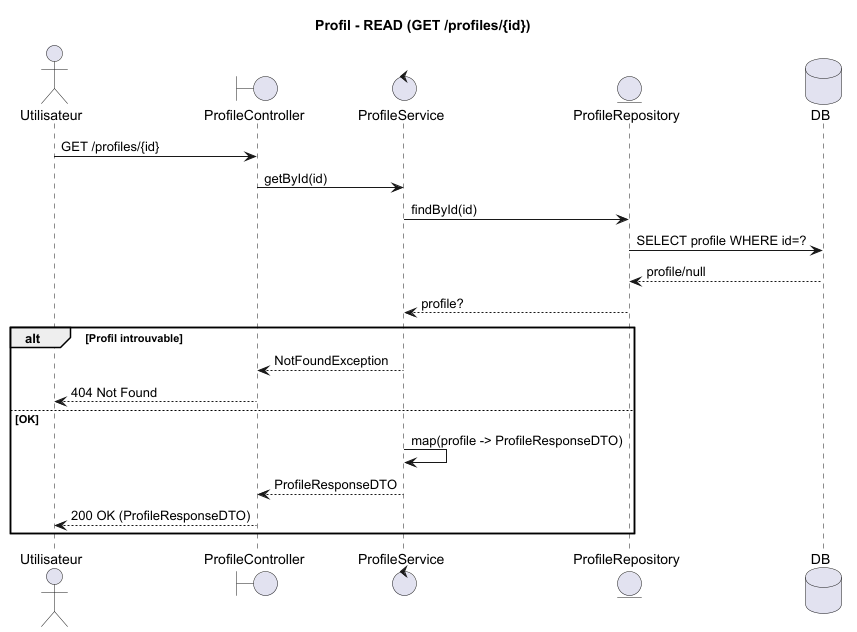 Profil - READ (GET /profiles/{id})
Utilisateur
ProfileController
ProfileService
ProfileRepository
DB
GET /profiles/{id}
getById(id)
findById(id)
SELECT profile WHERE id=?
profile/null
profile?
alt
[Profil introuvable]
NotFoundException
404 Not Found
[OK]
map(profile -> ProfileResponseDTO)
ProfileResponseDTO
200 OK (ProfileResponseDTO)
Utilisateur
ProfileController
ProfileService
ProfileRepository
DB